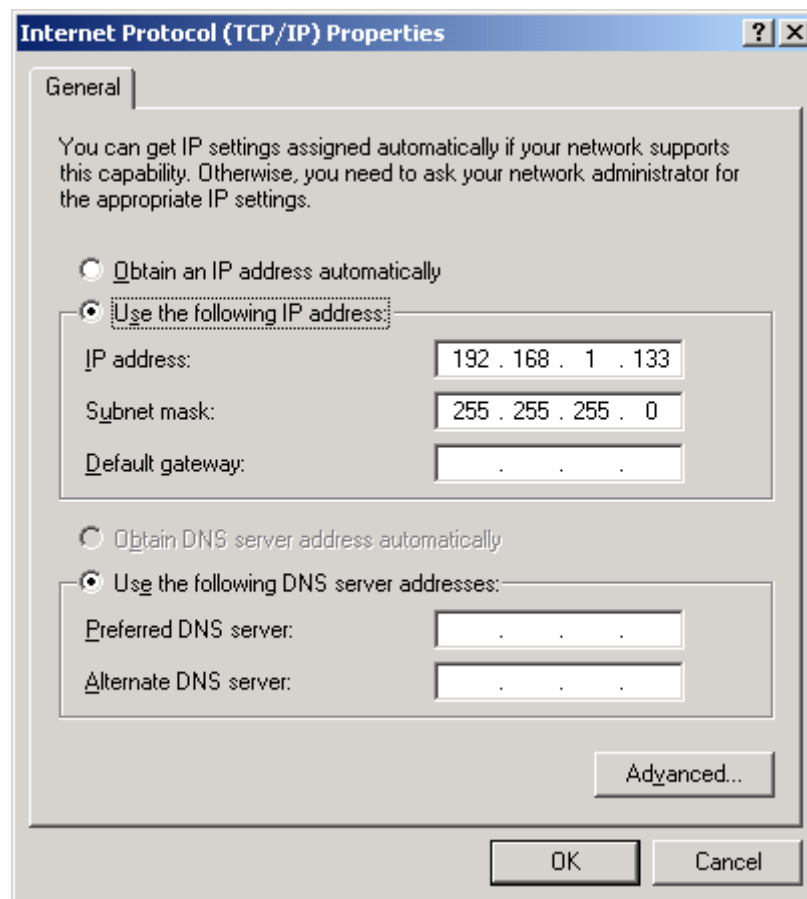 Internet Protocol (TCP/IP) Properties
General
You can get IP settings assigned automatically if your network supports
this capability. Otherwise, you need to ask your network administrator for
the appropriate IP settings.
Obtain an IP address automatically
Use the following IP address:
IP address: 192 . 168 . 1 . 133
Subnet mask: 255 . 255 . 255 . 0
Default gateway: . . .
Obtain DNS server address automatically
Use the following DNS server addresses:
Preferred DNS server: . . .
Alternate DNS server: . . .
Advanced...
OK Cancel